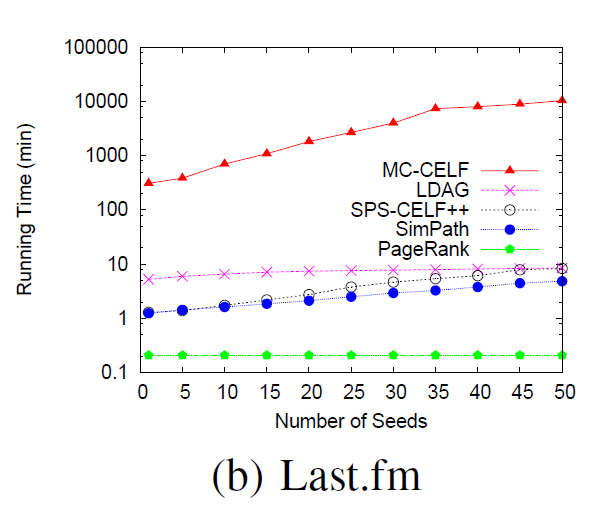 100000
10000
1000
100
10
1
0.1
Running Time (min)
MC-CELF
LDAG
SPS-CELF++
SimPath
PageRank
0 5 10 15 20 25 30 35 40 45 50
Number of Seeds
(b) Last.fm